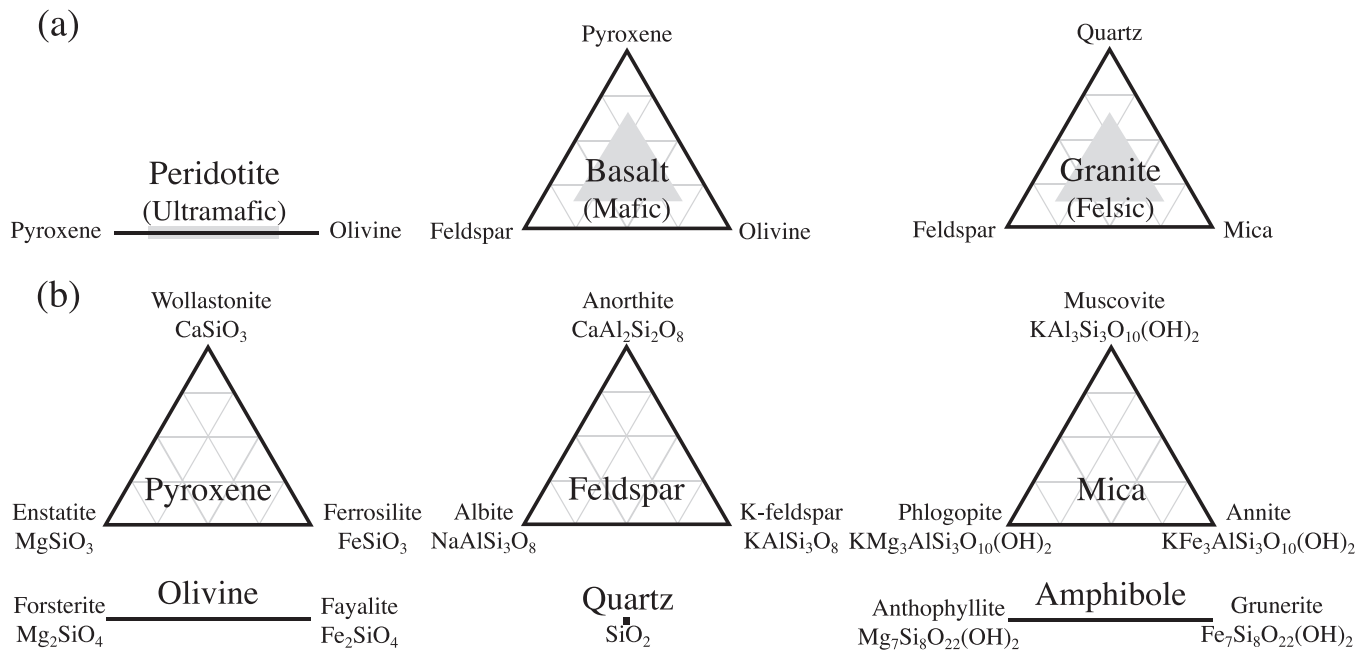 (a)
Pyroxene
Quartz
Peridotite
(Ultramafic)
Basalt
(Mafic)
Granite
(Felsic)
Pyroxene
Olivine
Feldspar
Olivine
Feldspar
Mica
(b)
Wollastonite
CaSiO3
Anorthite
CaAl2Si2O8
Muscovite
KAl3Si3O10(OH)2
Pyroxene
Feldspar
Mica
Enstatite
MgSiO3
Ferrosilite
FeSiO3
Albite
NaAlSi3O8
K-feldspar
KAlSi3O8
Phlogopite
KMg3AlSi3O10(OH)2
Annite
KFe3AlSi3O10(OH)2
Olivine
Forsterite
Mg2SiO4
Fayalite
Fe2SiO4
Quartz
SiO2
Amphibole
Anthophyllite
Mg7Si8O22(OH)2
Grunerite
Fe7Si8O22(OH)2